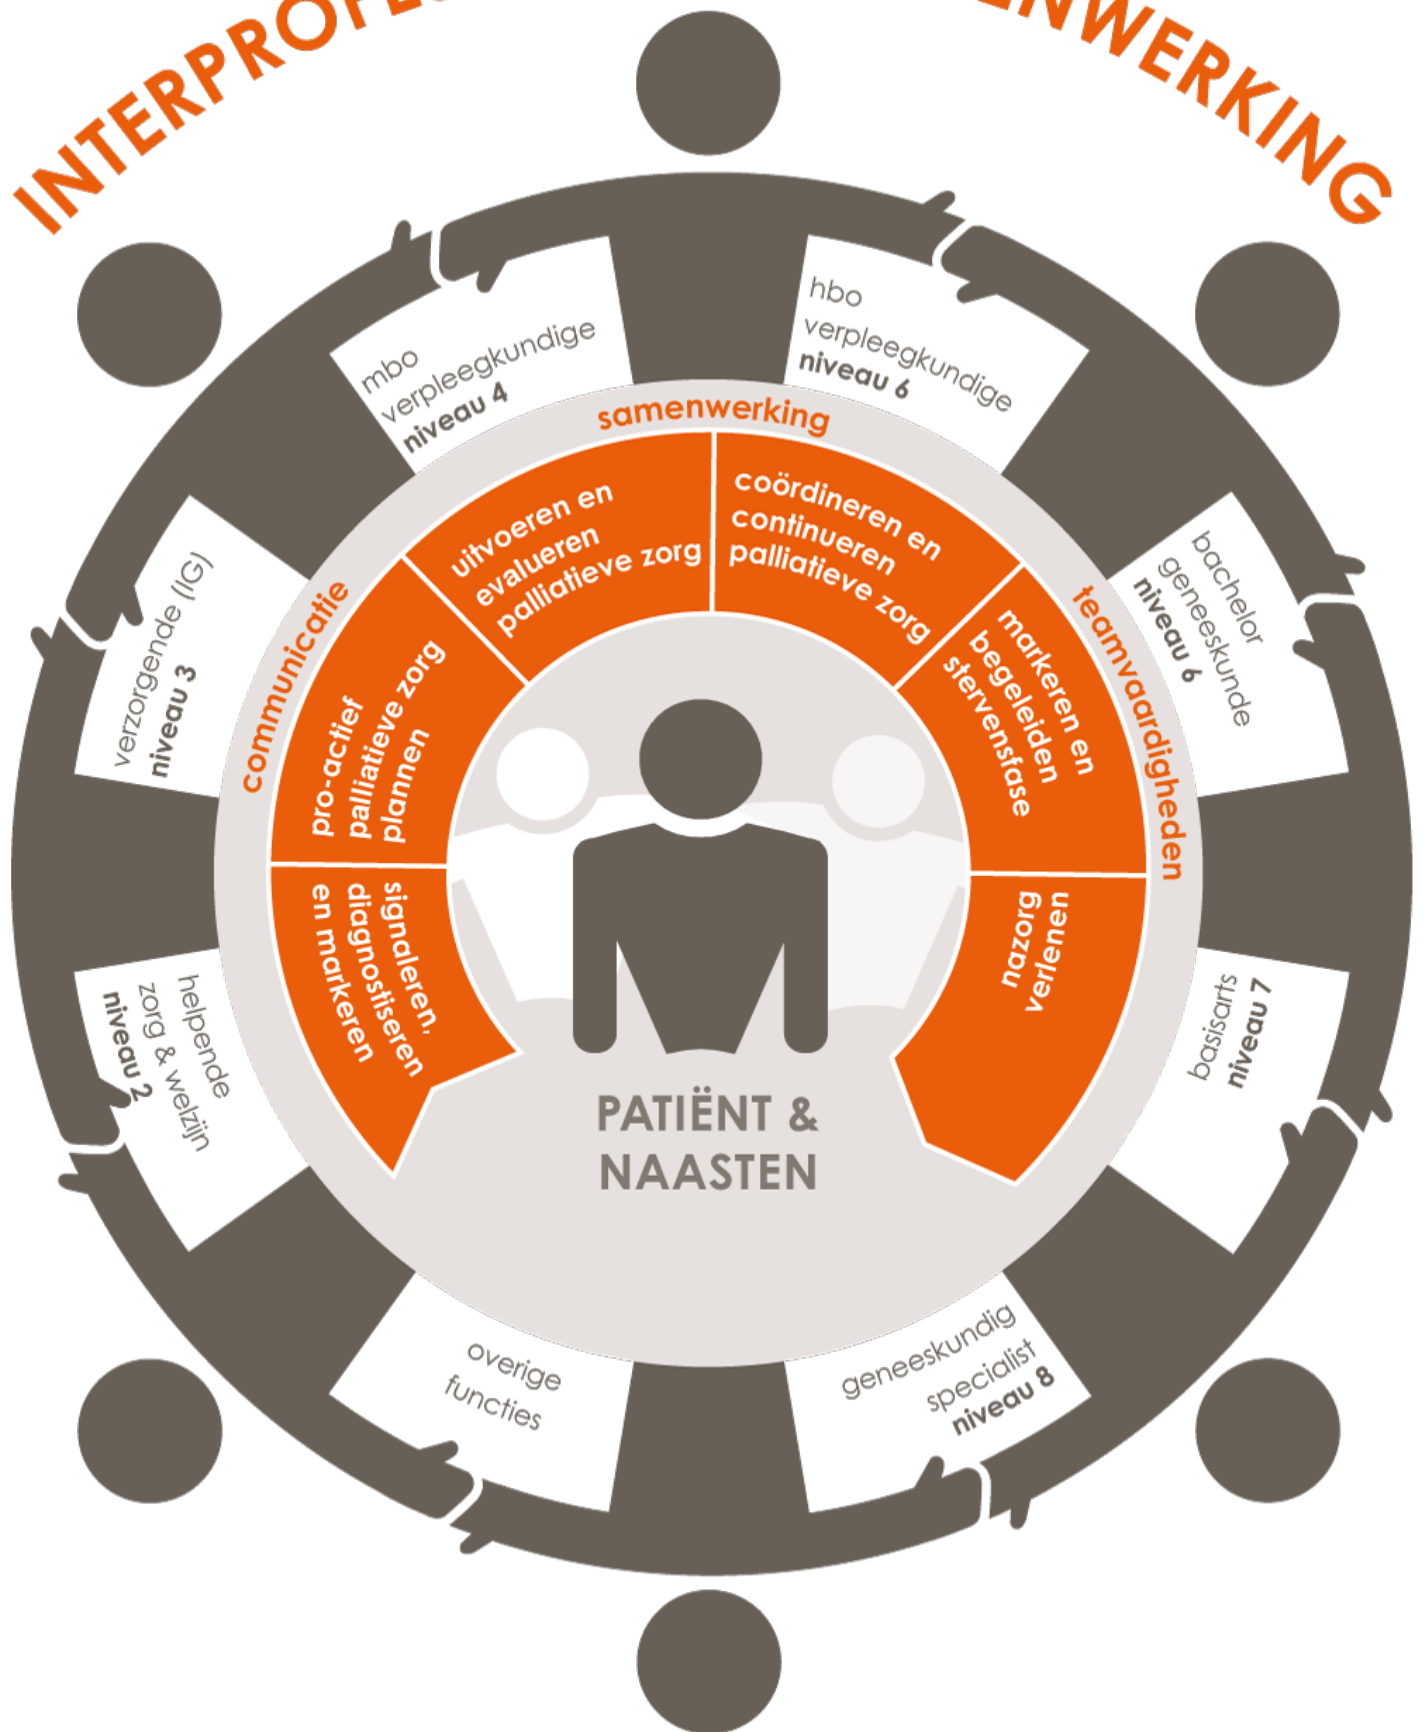 INTERPROFE
ENWERKING
mbo
verpleegkundige
niveau 4
hbo
verpleegkundige
niveau 6
verzorgende (IG)
niveau 3
bachelor
geneeskunde
niveau 6
helpende
zorg & welzijn
niveau 2
basisarts
niveau 7
overige
functies
geneeskundig
specialist
niveau 8
communicatie
samenwerking
teamvaardigheden
signaleren,
diagnostiseren
en markeren
pro-actief
palliatieve zorg
plannen
uitvoeren en
evalueren
palliatieve zorg
coördineren en
continueren
palliatieve zorg
markeren en
begeleiden
stervensfase
nazorg
verlenen
PATIËNT &
NAASTEN